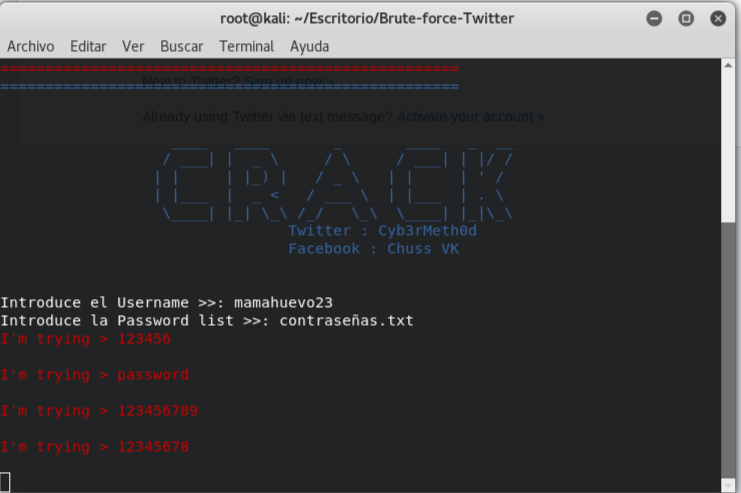 root@kali: ~/Escritorio/Brute-force-Twitter
Archivo Editar Ver Buscar Terminal Ayuda
New to Twitter? Sign up now »
Already using Twitter via text message? Activate your account »
CRACK
Twitter : Cyb3rMeth0d
Facebook : Chuss VK
Introduce el Username >>: mamahuevo23
Introduce la Password list >>: contraseñas.txt
I'm trying > 123456
I'm trying > password
I'm trying > 123456789
I'm trying > 12345678